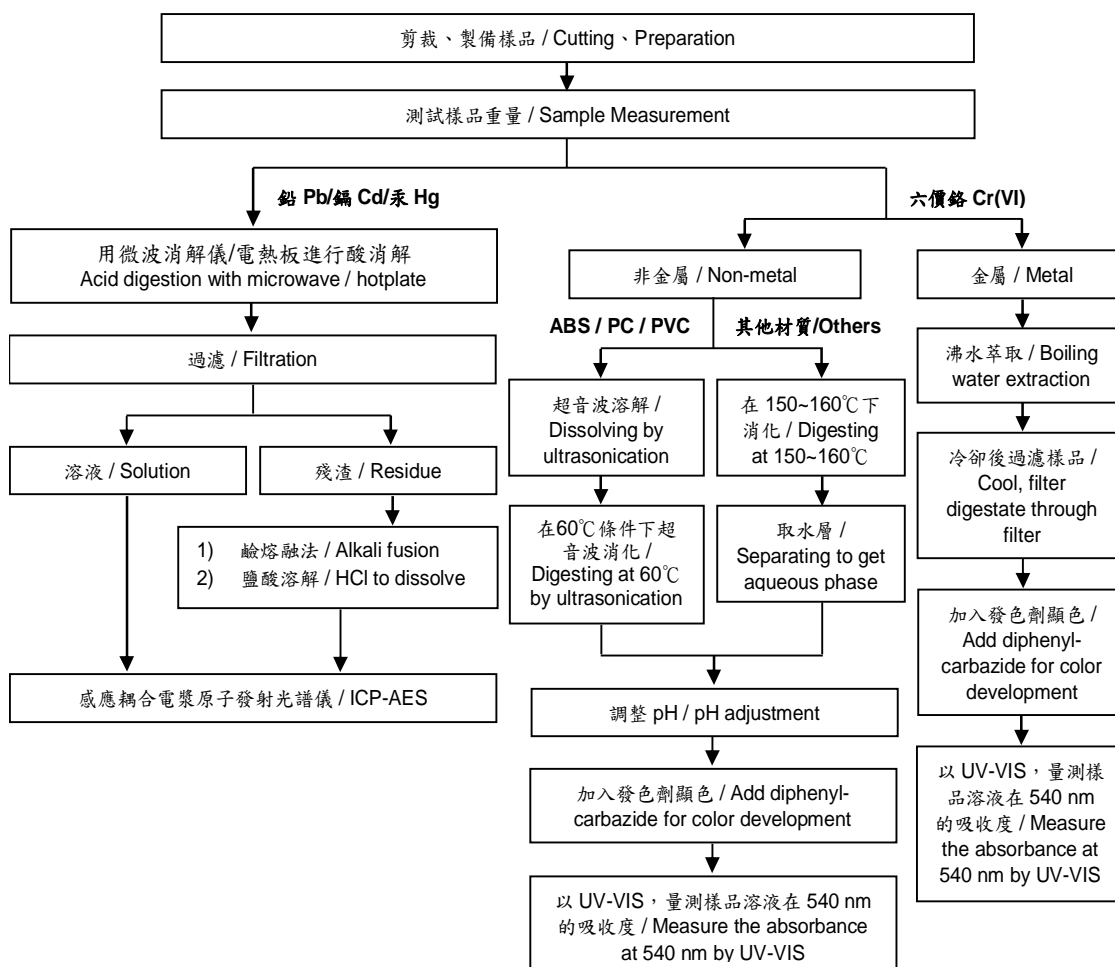 剪裁、製備樣品 / Cutting、Preparation
測試樣品重量 / Sample Measurement
鉛 Pb/鎘 Cd/汞 Hg
六價鉻 Cr(VI)
用微波消解儀/電熱板進行酸消解
Acid digestion with microwave / hotplate
過濾 / Filtration
溶液 / Solution
殘渣 / Residue
1) 鹼熔融法 / Alkali fusion
2) 鹽酸溶解 / HCl to dissolve
感應耦合電漿原子發射光譜儀 / ICP-AES
非金屬 / Non-metal
ABS / PC / PVC
其他材質/Others
超音波溶解 /
Dissolving by
ultrasonication
在60℃條件下超
音波消化 /
Digesting at 60℃
by ultrasonication
在 150~160℃下
消化 / Digesting
at 150~160℃
取水層 /
Separating to get
aqueous phase
調整 pH / pH adjustment
加入發色劑顯色 / Add diphenyl-
carbazide for color development
以 UV-VIS，量測樣品溶液在 540 nm
的吸收度 / Measure the absorbance
at 540 nm by UV-VIS
金屬 / Metal
沸水萃取 / Boiling
water extraction
冷卻後過濾樣品 /
Cool, filter
digestate through
filter
加入發色劑顯色 /
Add diphenyl-
carbazide for color
development
以 UV-VIS，量測樣
品溶液在 540 nm
的吸收度 / Measure
the absorbance at
540 nm by UV-VIS